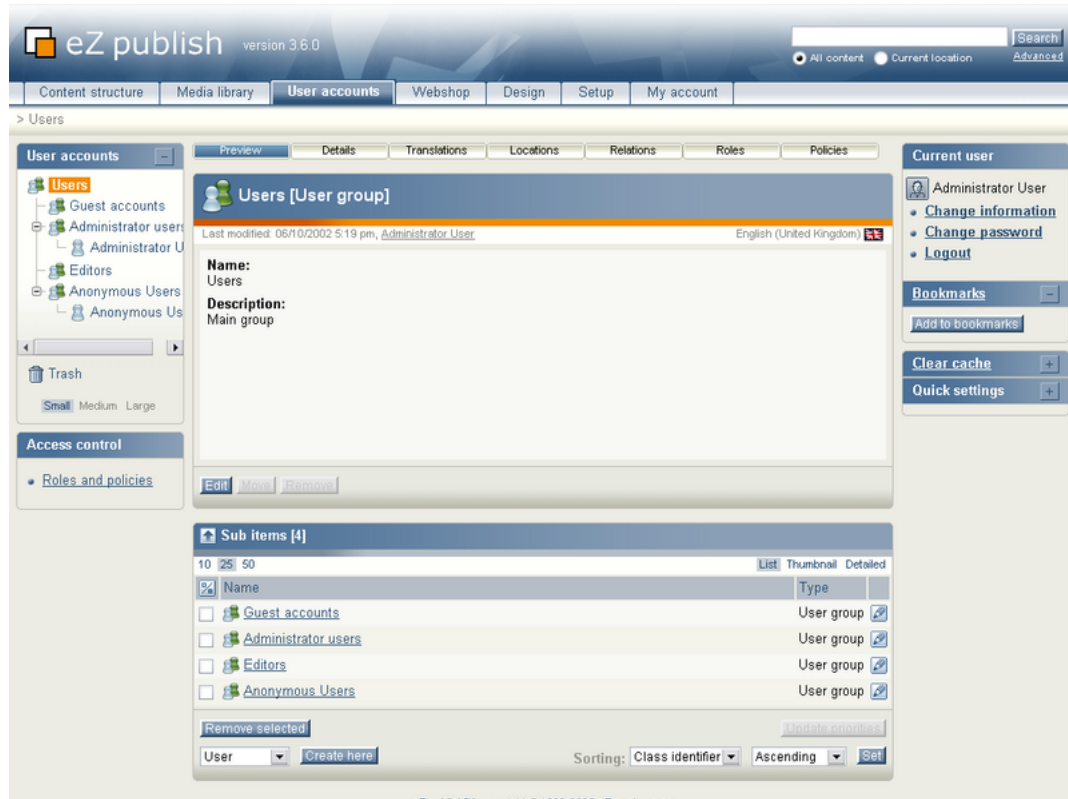 eZ publish version 3.6.0
Search
All content Current location Advanced
Content structure Media library User accounts Webshop Design Setup My account
> Users
User accounts
Users
Guest accounts
Administrator users
Administrator U
Editors
Anonymous Users
Anonymous Us
Trash
Small Medium Large
Access control
Roles and policies
Preview Details Translations Locations Relations Roles Policies
Users [User group]
Last modified: 06/10/2002 5:19 pm, Administrator User English (United Kingdom)
Name:
Users
Description:
Main group
Edit Move Remove
Sub items [4]
10 25 50 List Thumbnail Detailed
Name Type
Guest accounts User group
Administrator users User group
Editors User group
Anonymous Users User group
Remove selected Update priorities
User Create here Sorting: Class identifier Ascending Set
Current user
Administrator User
Change information
Change password
Logout
Bookmarks
Add to bookmarks
Clear cache
Quick settings